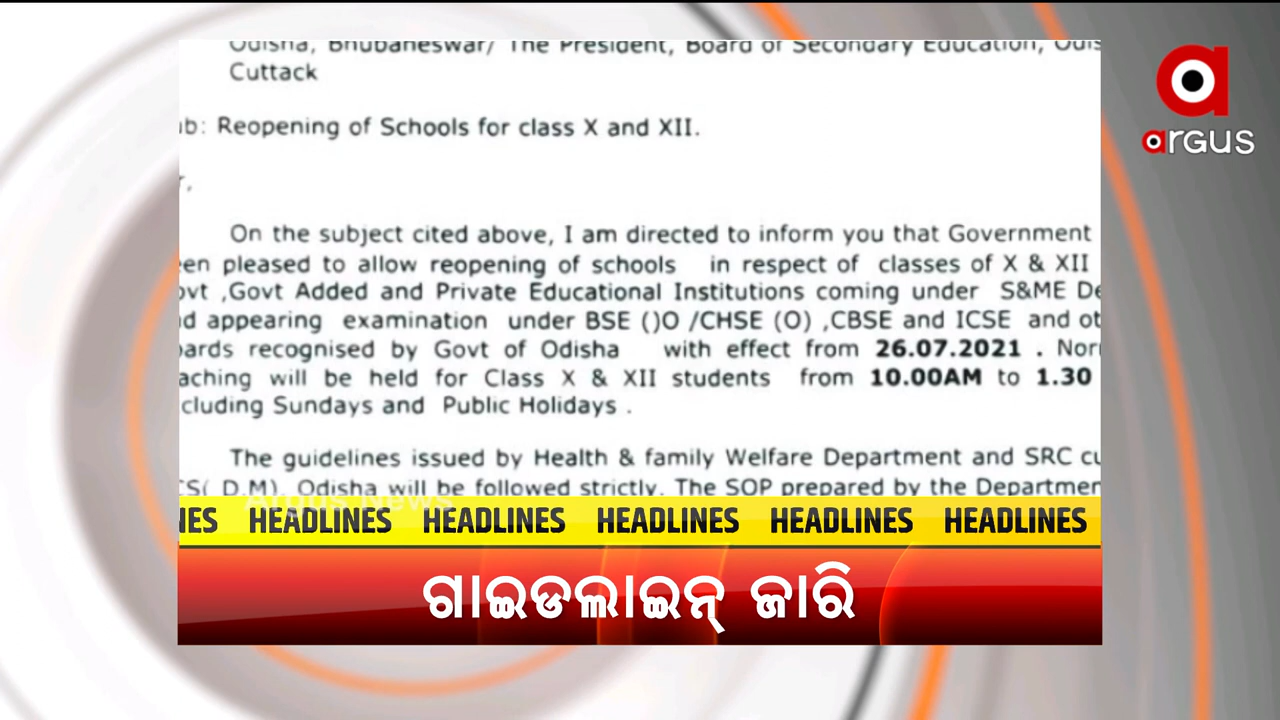 Odisha, Bhubaneswar/ The President, Board of Secondary Education, Odis
Cuttack
ub: Reopening of Schools for class X and XII.
r,
On the subject cited above, I am directed to inform you that Government
en pleased to allow reopening of schools in respect of classes of X & XII
ovt ,Govt Added and Private Educational Institutions coming under S&ME De
d appearing examination under BSE ()O /CHSE (O) ,CBSE and ICSE and ot
oards recognised by Govt of Odisha with effect from 26.07.2021 . Nor
aching will be held for Class X & XII students from 10.00AM to 1.30
cluding Sundays and Public Holidays .
The guidelines issued by Health & family Welfare Department and SRC cu
CS( D.M), Odisha will be followed strictly. The SOP prepared by the Departmen
Argus News
NES HEADLINES HEADLINES HEADLINES HEADLINES HEADLINES
ଗାଇଡଲାଇନ୍ ଜାରି
a
argus